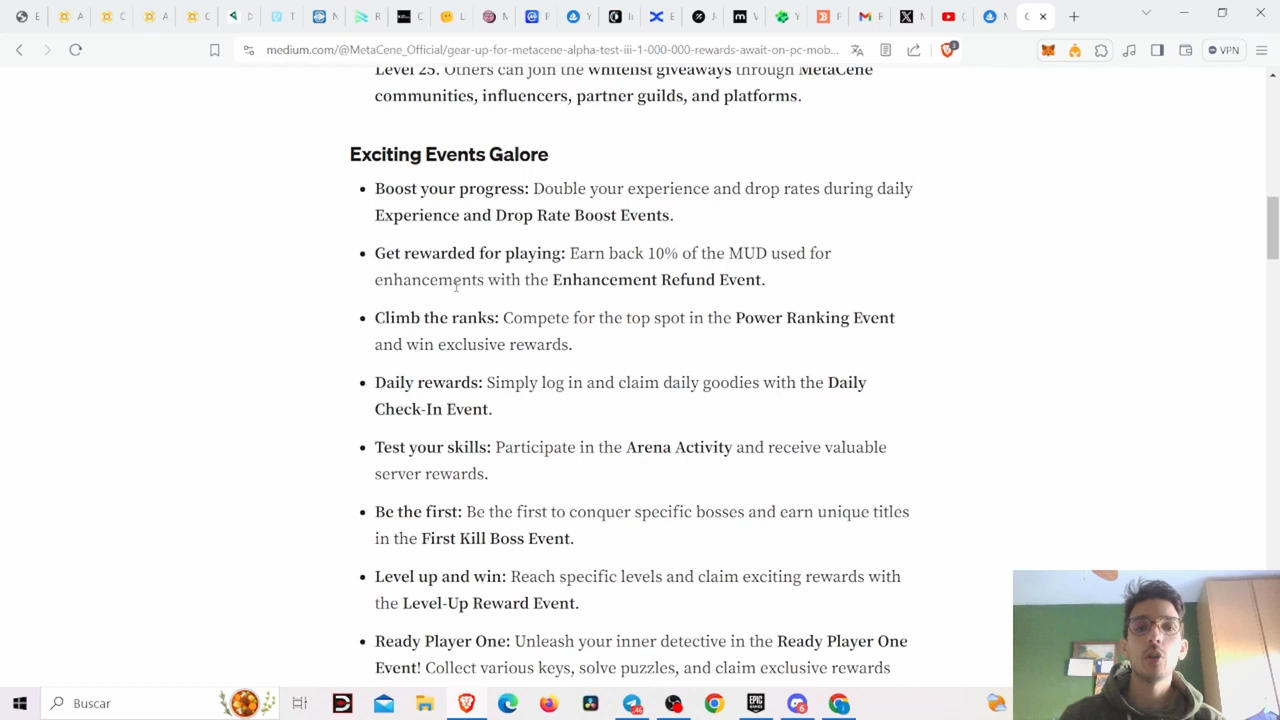 medium.com/@MetaCene_Official/gear-up-for-metacene-alpha-test-iii-1-000-000-rewards-await-on-pc-mob...
VPN
Level 25. Others can join the whitelist giveaways through MetaCene
communities, influencers, partner guilds, and platforms.
Exciting Events Galore
Boost your progress: Double your experience and drop rates during daily
Experience and Drop Rate Boost Events.
Get rewarded for playing: Earn back 10% of the MUD used for
enhancements with the Enhancement Refund Event.
Climb the ranks: Compete for the top spot in the Power Ranking Event
and win exclusive rewards.
Daily rewards: Simply log in and claim daily goodies with the Daily
Check-In Event.
Test your skills: Participate in the Arena Activity and receive valuable
server rewards.
Be the first: Be the first to conquer specific bosses and earn unique titles
in the First Kill Boss Event.
Level up and win: Reach specific levels and claim exciting rewards with
the Level-Up Reward Event.
Ready Player One: Unleash your inner detective in the Ready Player One
Event! Collect various keys, solve puzzles, and claim exclusive rewards
Buscar